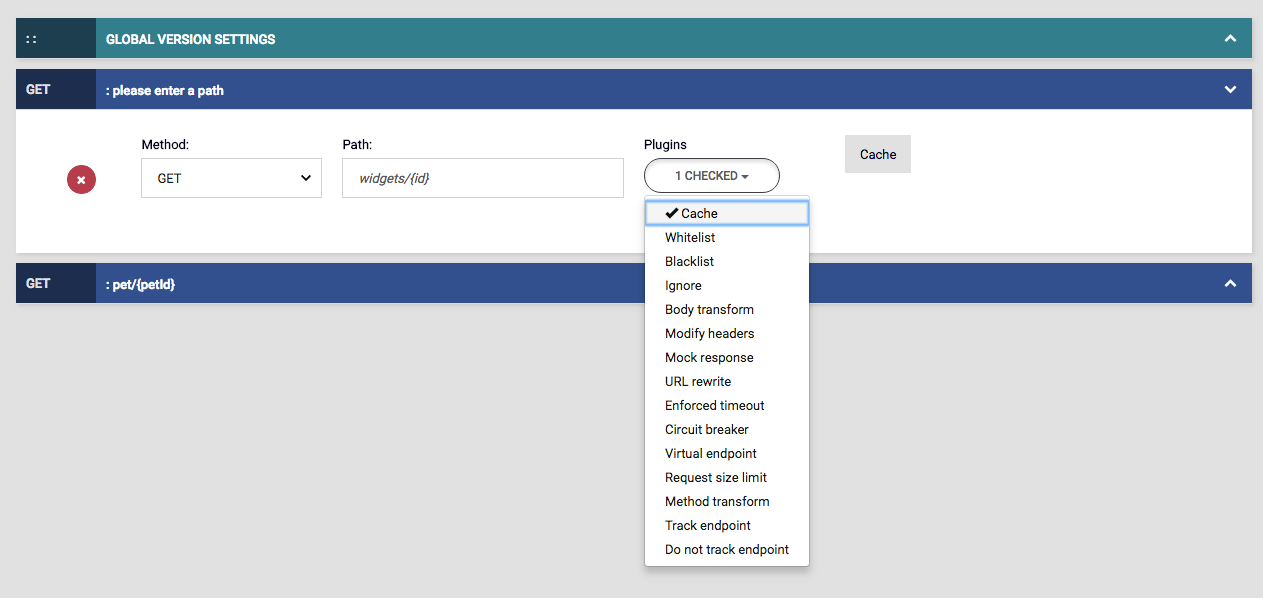 :: GLOBAL VERSION SETTINGS
GET : please enter a path
Method: Path: Plugins
GET widgets/{id} 1 CHECKED Cache
Cache
Whitelist
Blacklist
Ignore
Body transform
Modify headers
Mock response
URL rewrite
Enforced timeout
Circuit breaker
Virtual endpoint
Request size limit
Method transform
Track endpoint
Do not track endpoint
GET : pet/{petId}